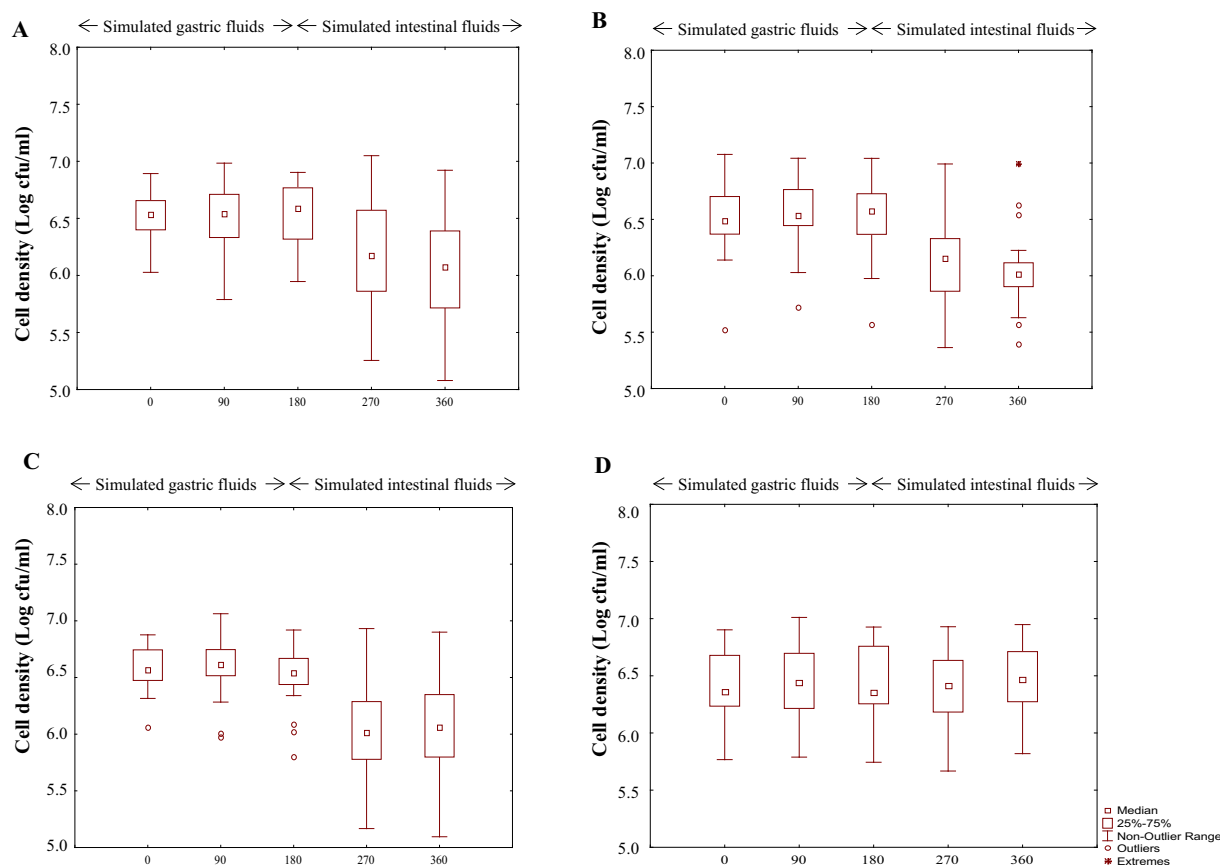 A
← Simulated gastric fluids → ← Simulated intestinal fluids →
Cell density (Log cfu/ml)
8.0
7.5
7.0
6.5
6.0
5.5
5.0
0 90 180 270 360
B
← Simulated gastric fluids → ← Simulated intestinal fluids →
Cell density (Log cfu/ml)
8.0
7.5
7.0
6.5
6.0
5.5
5.0
0 90 180 270 360
C
← Simulated gastric fluids → ← Simulated intestinal fluids →
Cell density (Log cfu/ml)
8.0
7.5
7.0
6.5
6.0
5.5
5.0
0 90 180 270 360
D
← Simulated gastric fluids → ← Simulated intestinal fluids →
Cell density (Log cfu/ml)
8.0
7.5
7.0
6.5
6.0
5.5
5.0
0 90 180 270 360
Median
25%-75%
Non-Outlier Range
Outliers
Extremes